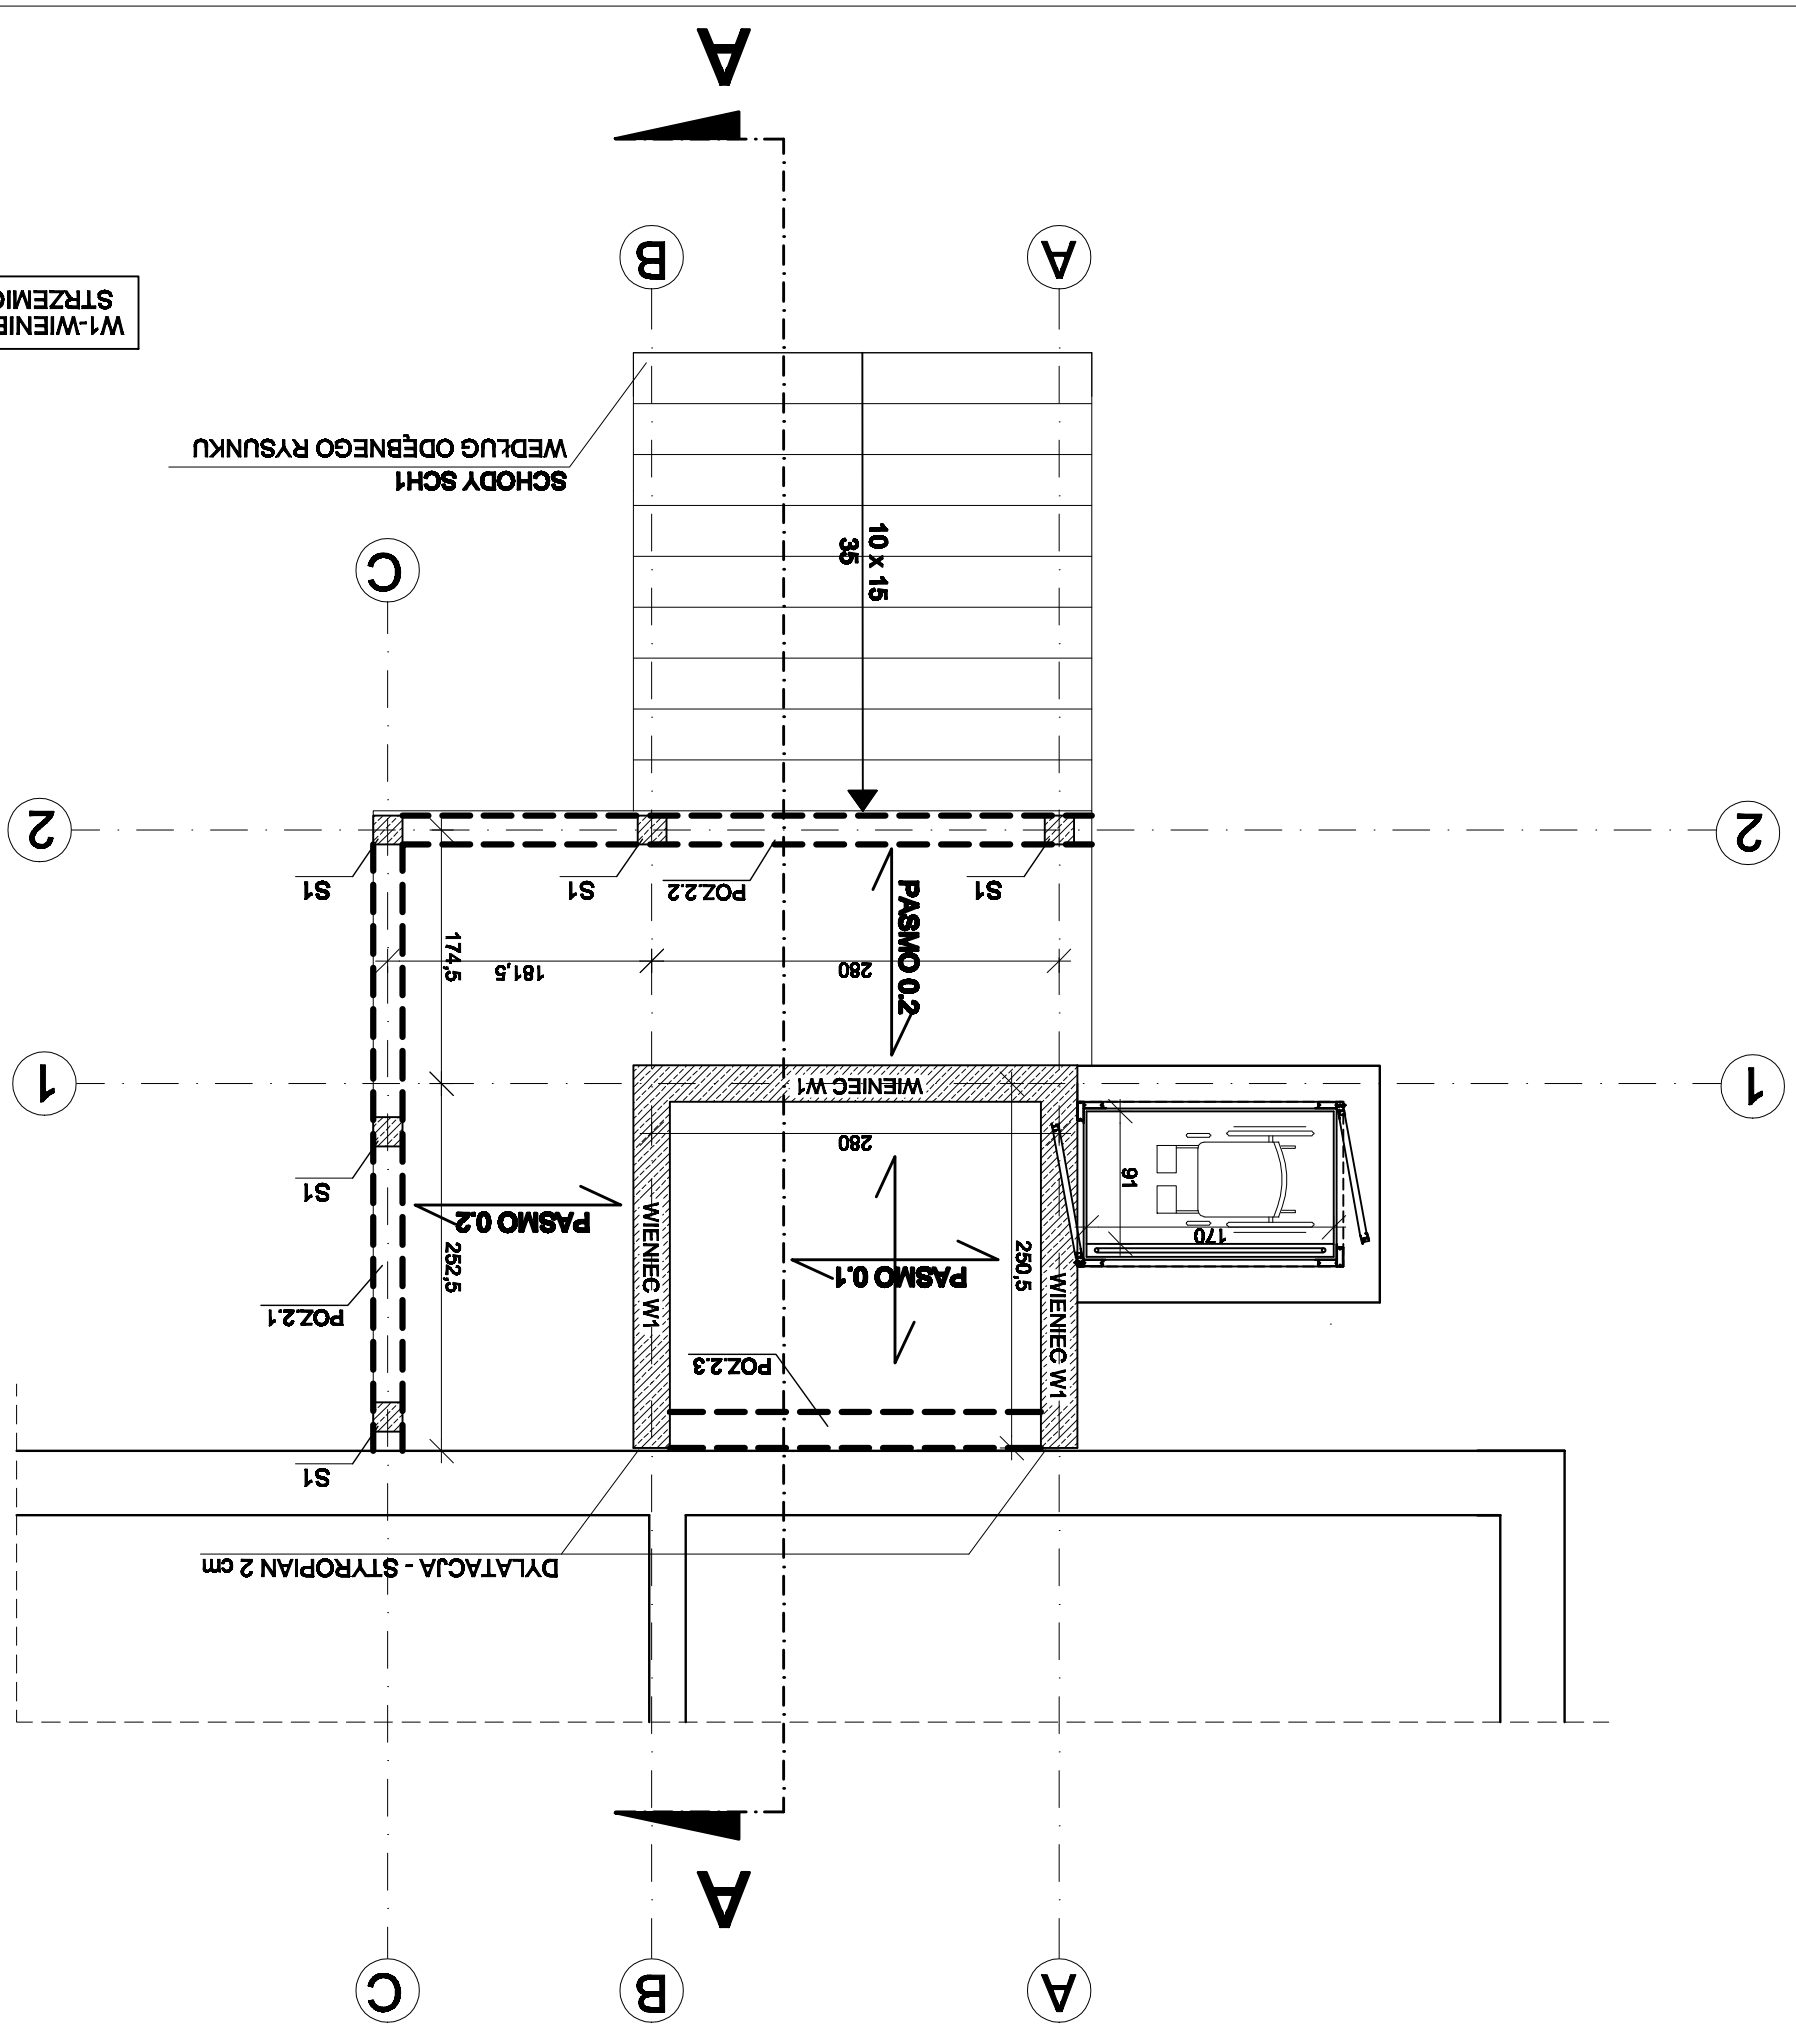 A
B
C
A
DYLATACJA - STYROPIAN 2 cm
S1
POZ.2.3
WIENIEC W1
POZ.2.1
250,5
PASMO 0.1
WIENIEC W1
252,5
170
PASMO 0.2
91
S1
280
1
WIENIEC W1
1
280
181,5
174,5
PASMO 0.2
S1
POZ.2.2
S1
S1
2
2
10 x 15
35
SCHODY SCH1
WEDŁUG ODĘBNEGO RYSUNKU
C
W1-WIENIE
STRZEMIO
A
B
A